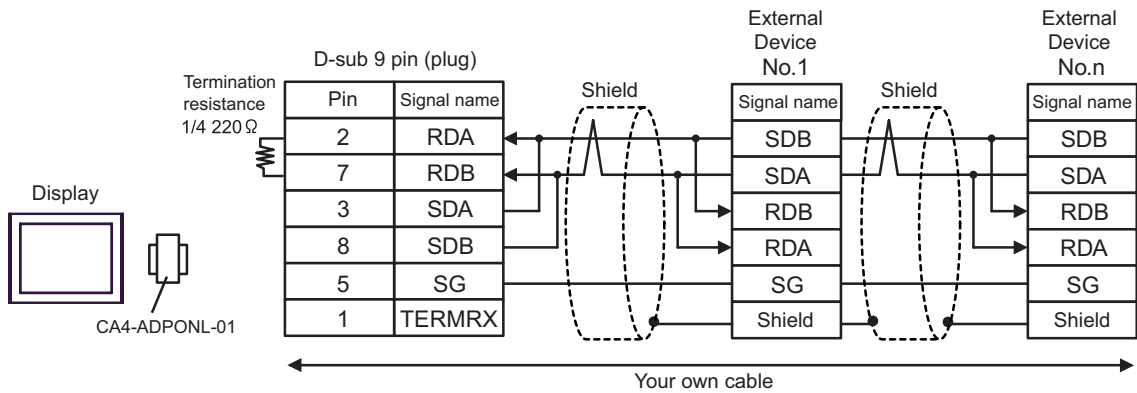 External
Device
No.1
External
Device
No.n
D-sub 9 pin (plug)
Termination
resistance
1/4 220 Ω
Shield
Shield
Pin Signal name
2 RDA
7 RDB
3 SDA
8 SDB
5 SG
1 TERMRX
Signal name
SDB
SDA
RDB
RDA
SG
Shield
Signal name
SDB
SDA
RDB
RDA
SG
Shield
Display
CA4-ADPONL-01
Your own cable